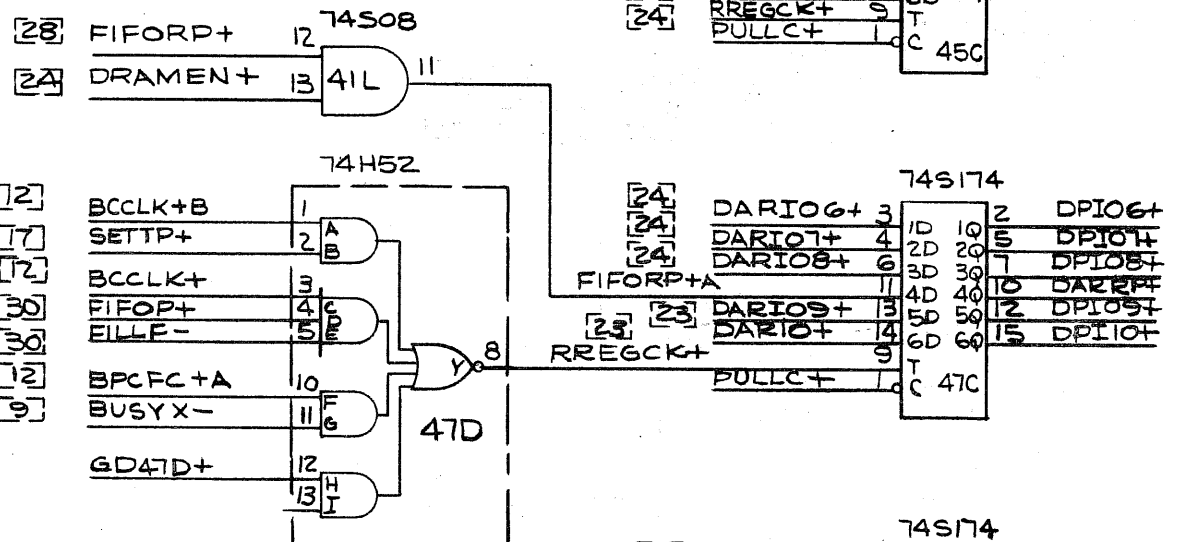 [28] FIFORP+ 12 74S08
[24] DRAMEN+ 13 41L 11
[24] RREGCK+ 9 T
PULLC+ 1 C 45C
74H52
[12] BCCLK+B 1 A
[17] SETTP+ 2 B
[12] BCCLK+ 3 C
[30] FIFOP+ 4 D
[30] FILLF- 5 E
[12] BPCFC+A 10 F
[9] BUSYX- 11 G
GD47D+ 12 H
13 I
Y 8
47D
74S174
[24] DARIO6+ 3 1D 1Q 2 DPIO6+
[24] DARIO7+ 4 2D 2Q 5 DPIO7+
[24] DARIO8+ 6 3D 3Q 7 DPIO8+
FIFORP+A 11 4D 4Q 10 DARRP+
[23] DARIO9+ 13 5D 5Q 12 DPIO9+
[23] DARIO+ 14 6D 6Q 15 DPI10+
RREGCK+ 9 T
PULLC+ 1 C 47C
74S174